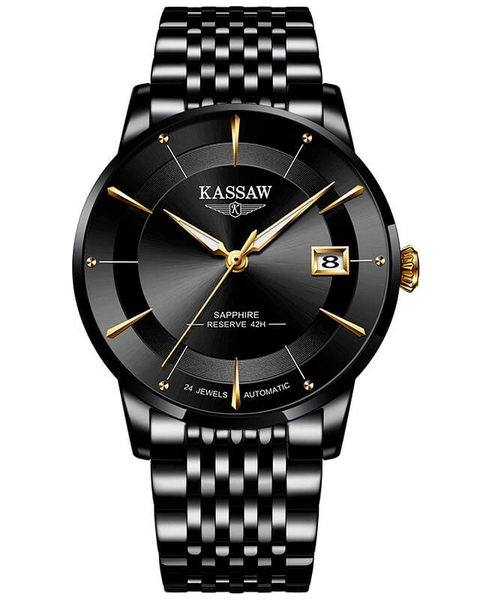 KASSAW
K
8
SAPPHIRE
RESERVE 42H
24 JEWELS AUTOMATIC